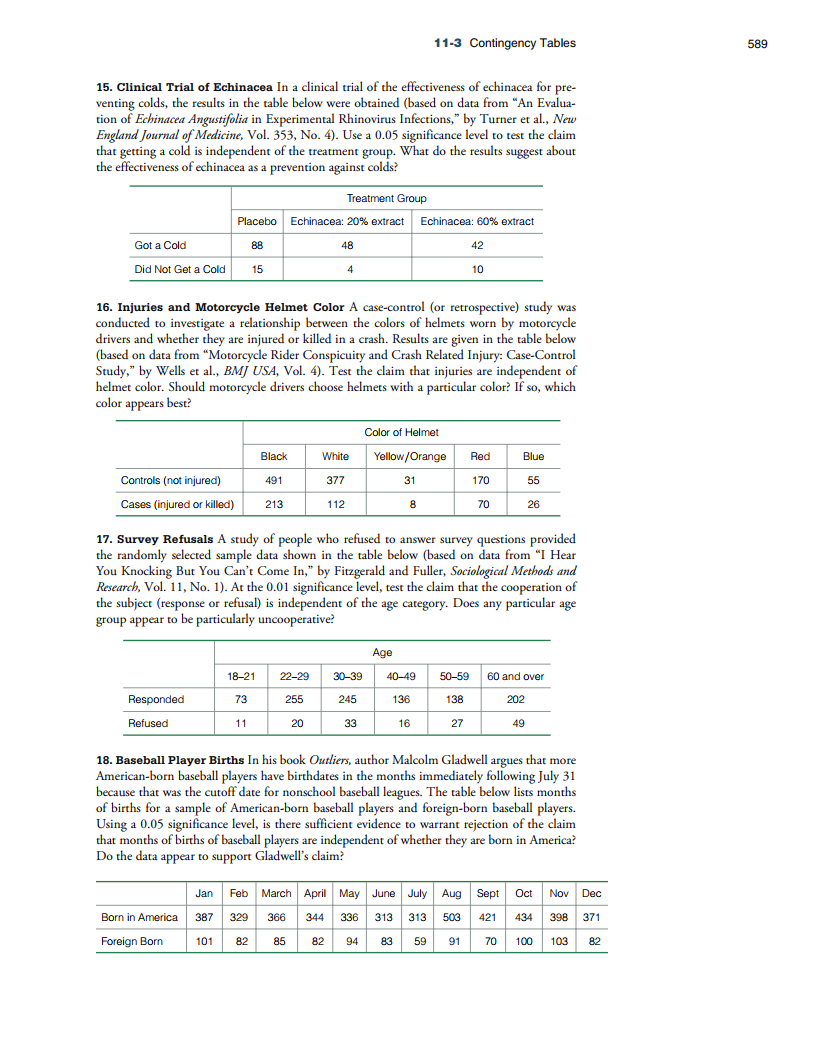 11-3 Contingency Tables 589
15. Clinical Trial of Echinacea In a clinical trial of the effectiveness of echinacea for pre-
venting colds, the results in the table below were obtained (based on data from “An Evalua-
tion of Echinacea Angustifolia in Experimental Rhinovirus Infections,” by Turner et al., New
England Journal of Medicine, Vol. 353, No. 4). Use a 0.05 significance level to test the claim
that getting a cold is independent of the treatment group. What do the results suggest about
the effectiveness of echinacea as a prevention against colds?
Treatment Group
Placebo Echinacea: 20% extract Echinacea: 60% extract
Got a Cold 88 48 42
Did Not Get a Cold 15 4 10
16. Injuries and Motorcycle Helmet Color A case-control (or retrospective) study was
conducted to investigate a relationship between the colors of helmets worn by motorcycle
drivers and whether they are injured or killed in a crash. Results are given in the table below
(based on data from “Motorcycle Rider Conspicuity and Crash Related Injury: Case-Control
Study,” by Wells et al., BMJ USA, Vol. 4). Test the claim that injuries are independent of
helmet color. Should motorcycle drivers choose helmets with a particular color? If so, which
color appears best?
Color of Helmet
Black White Yellow/Orange Red Blue
Controls (not injured) 491 377 31 170 55
Cases (injured or killed) 213 112 8 70 26
17. Survey Refusals A study of people who refused to answer survey questions provided
the randomly selected sample data shown in the table below (based on data from “I Hear
You Knocking But You Can’t Come In,” by Fitzgerald and Fuller, Sociological Methods and
Research, Vol. 11, No. 1). At the 0.01 significance level, test the claim that the cooperation of
the subject (response or refusal) is independent of the age category. Does any particular age
group appear to be particularly uncooperative?
Age
18–21 22–29 30–39 40–49 50–59 60 and over
Responded 73 255 245 136 138 202
Refused 11 20 33 16 27 49
18. Baseball Player Births In his book Outliers, author Malcolm Gladwell argues that more
American-born baseball players have birthdates in the months immediately following July 31
because that was the cutoff date for nonschool baseball leagues. The table below lists months
of births for a sample of American-born baseball players and foreign-born baseball players.
Using a 0.05 significance level, is there sufficient evidence to warrant rejection of the claim
that months of births of baseball players are independent of whether they are born in America?
Do the data appear to support Gladwell’s claim?
Jan Feb March April May June July Aug Sept Oct Nov Dec
Born in America 387 329 366 344 336 313 313 503 421 434 398 371
Foreign Born 101 82 85 82 94 83 59 91 70 100 103 82